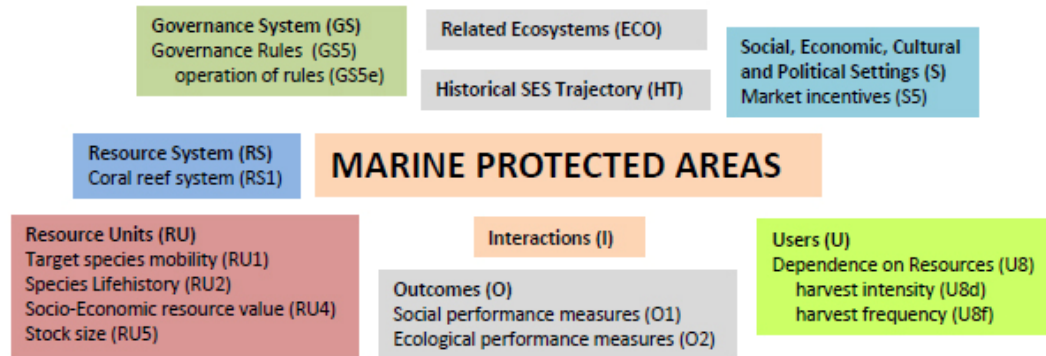 Governance System (GS)
Governance Rules (GS5)
operation of rules (GS5e)
Related Ecosystems (ECO)
Historical SES Trajectory (HT)
Social, Economic, Cultural
and Political Settings (S)
Market incentives (S5)
Resource System (RS)
Coral reef system (RS1)
MARINE PROTECTED AREAS
Resource Units (RU)
Target species mobility (RU1)
Species Lifehistory (RU2)
Socio-Economic resource value (RU4)
Stock size (RU5)
Interactions (I)
Outcomes (O)
Social performance measures (O1)
Ecological performance measures (O2)
Users (U)
Dependence on Resources (U8)
harvest intensity (U8d)
harvest frequency (U8f)